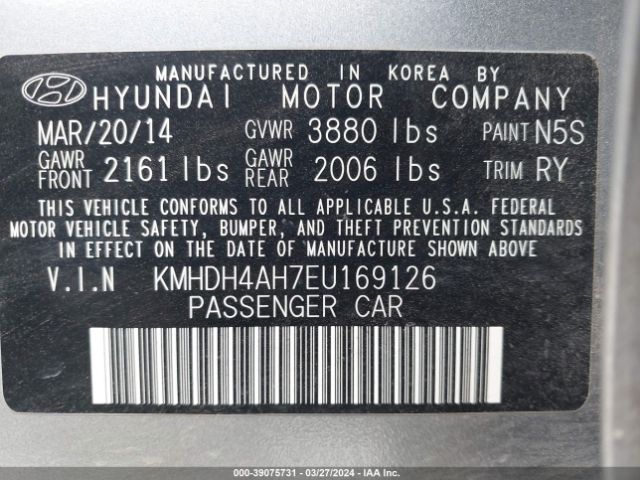 MANUFACTURED IN KOREA BY
HYUNDAI MOTOR COMPANY
MAR/20/14 GVWR 3880 lbs PAINT N5S
GAWR FRONT 2161 lbs GAWR REAR 2006 lbs TRIM RY
THIS VEHICLE CONFORMS TO ALL APPLICABLE U.S.A. FEDERAL
MOTOR VEHICLE SAFETY, BUMPER, AND THEFT PREVENTION STANDARDS
IN EFFECT ON THE DATE OF MANUFACTURE SHOWN ABOVE.
V.I.N KMHDH4AH7EU169126
PASSENGER CAR
000-39075731 - 03/27/2024 - IAA Inc.